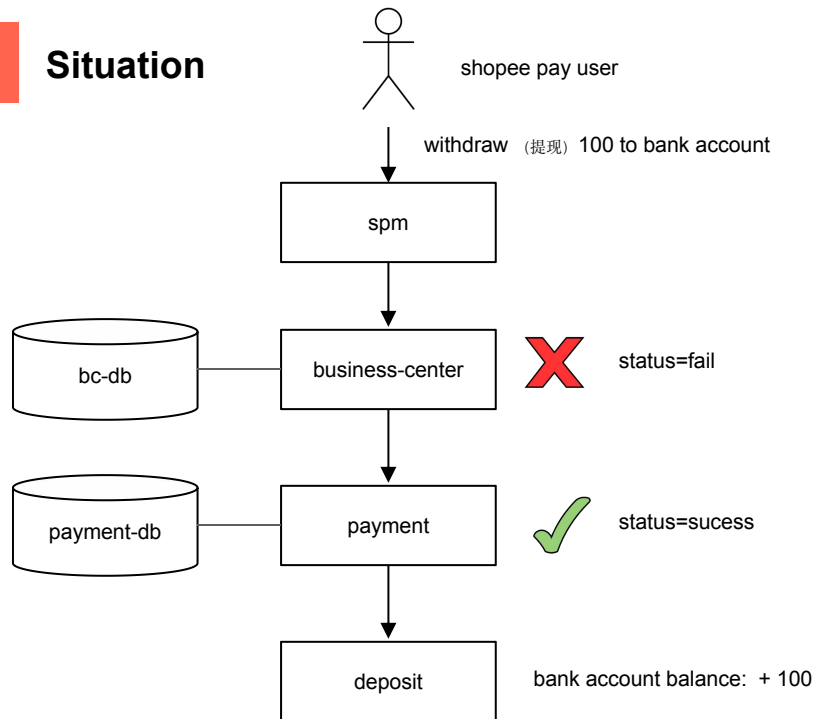 Situation
shopee pay user
withdraw （提现）100 to bank account
spm
bc-db
business-center
status=fail
payment-db
payment
status=sucess
deposit
bank account balance: + 100